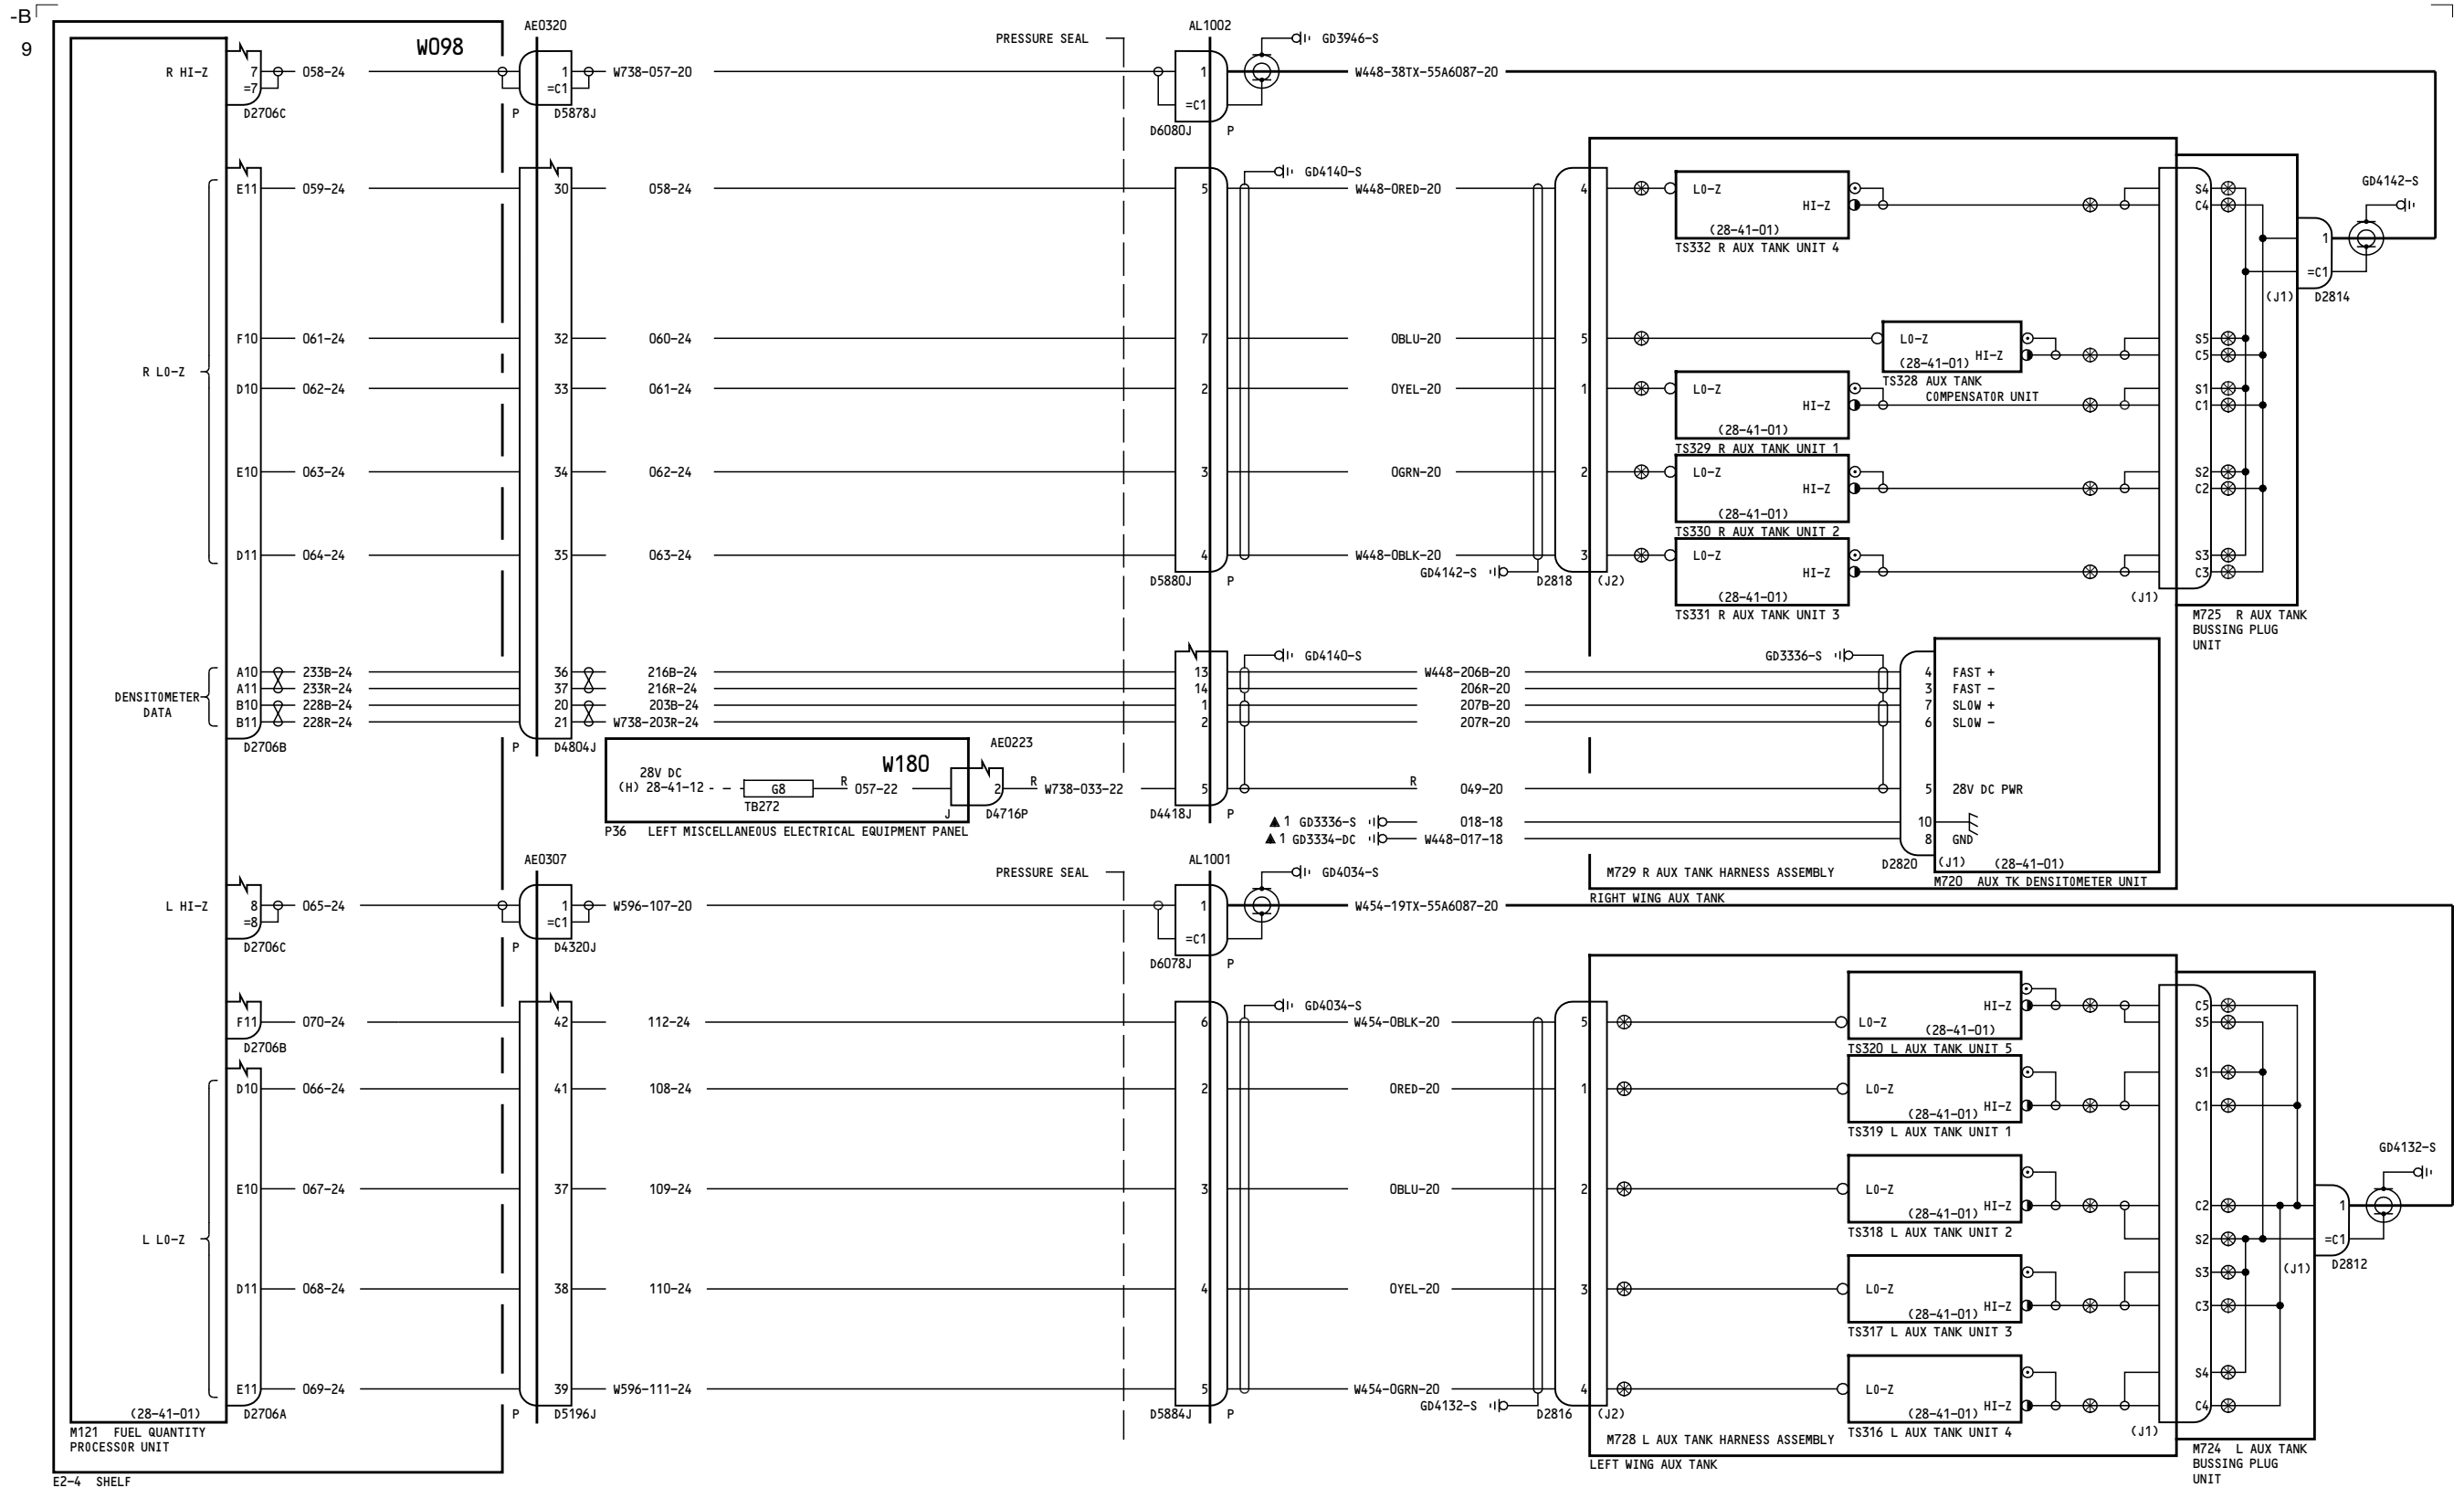 -B
9
W098
AE0320
PRESSURE SEAL
AL1002
GD3946-S
R HI-Z
7
=7
058-24
1
=C1
W738-057-20
1
=C1
W448-38TX-55A6087-20
D2706C
P
D5878J
D6080J
P
GD4140-S
E11
059-24
30
058-24
5
W448-0RED-20
4
L0-Z
HI-Z
(28-41-01)
TS332 R AUX TANK UNIT 4
S4
C4
GD4142-S
1
=C1
(J1)
D2814
F10
061-24
32
060-24
7
0BLU-20
5
L0-Z
HI-Z
(28-41-01)
TS328 AUX TANK
COMPENSATOR UNIT
S5
C5
R L0-Z
D10
062-24
33
061-24
2
0YEL-20
1
L0-Z
HI-Z
(28-41-01)
TS329 R AUX TANK UNIT 1
S1
C1
E10
063-24
34
062-24
3
0GRN-20
2
L0-Z
HI-Z
(28-41-01)
TS330 R AUX TANK UNIT 2
S2
C2
D11
064-24
35
063-24
4
W448-0BLK-20
3
L0-Z
HI-Z
(28-41-01)
TS331 R AUX TANK UNIT 3
S3
C3
D5880J
P
GD4142-S
D2818
(J2)
(J1)
M725 R AUX TANK
BUSSING PLUG
UNIT
GD4140-S
GD3336-S
DENSITOMETER
DATA
A10
233B-24
36
216B-24
13
W448-206B-20
4
FAST +
A11
233R-24
37
216R-24
14
206R-20
3
FAST -
B10
228B-24
20
203B-24
1
207B-20
7
SLOW +
B11
228R-24
21
W738-203R-24
2
207R-20
6
SLOW -
D2706B
P
D4804J
W180
AE0223
28V DC
(H) 28-41-12
G8
TB272
R
057-22
J
2
D4716P
R
W738-033-22
5
R
049-20
5
28V DC PWR
P36 LEFT MISCELLANEOUS ELECTRICAL EQUIPMENT PANEL
D4418J
P
▲1 GD3336-S
018-18
10
▲1 GD3334-DC
W448-017-18
8
GND
D2820
(J1)
(28-41-01)
M729 R AUX TANK HARNESS ASSEMBLY
M720 AUX TK DENSITOMETER UNIT
RIGHT WING AUX TANK
AE0307
PRESSURE SEAL
AL1001
GD4034-S
L HI-Z
8
=8
065-24
1
=C1
W596-107-20
1
=C1
W454-19TX-55A6087-20
D2706C
P
D4320J
D6078J
P
GD4034-S
F11
070-24
42
112-24
6
W454-0BLK-20
5
L0-Z
HI-Z
(28-41-01)
TS320 L AUX TANK UNIT 5
C5
S5
D2706B
D10
066-24
41
108-24
2
0RED-20
1
L0-Z
HI-Z
(28-41-01)
TS319 L AUX TANK UNIT 1
S1
C1
E10
067-24
37
109-24
3
0BLU-20
2
L0-Z
HI-Z
(28-41-01)
TS318 L AUX TANK UNIT 2
C2
S2
GD4132-S
1
=C1
(J1)
D2812
L L0-Z
D11
068-24
38
110-24
4
0YEL-20
3
L0-Z
HI-Z
(28-41-01)
TS317 L AUX TANK UNIT 3
S3
C3
E11
069-24
39
W596-111-24
5
W454-0GRN-20
4
L0-Z
HI-Z
(28-41-01)
TS316 L AUX TANK UNIT 4
S4
C4
(28-41-01)
D2706A
P
D5196J
D5884J
P
GD4132-S
D2816
(J2)
(J1)
M121 FUEL QUANTITY
PROCESSOR UNIT
M728 L AUX TANK HARNESS ASSEMBLY
LEFT WING AUX TANK
M724 L AUX TANK
BUSSING PLUG
UNIT
E2-4 SHELF